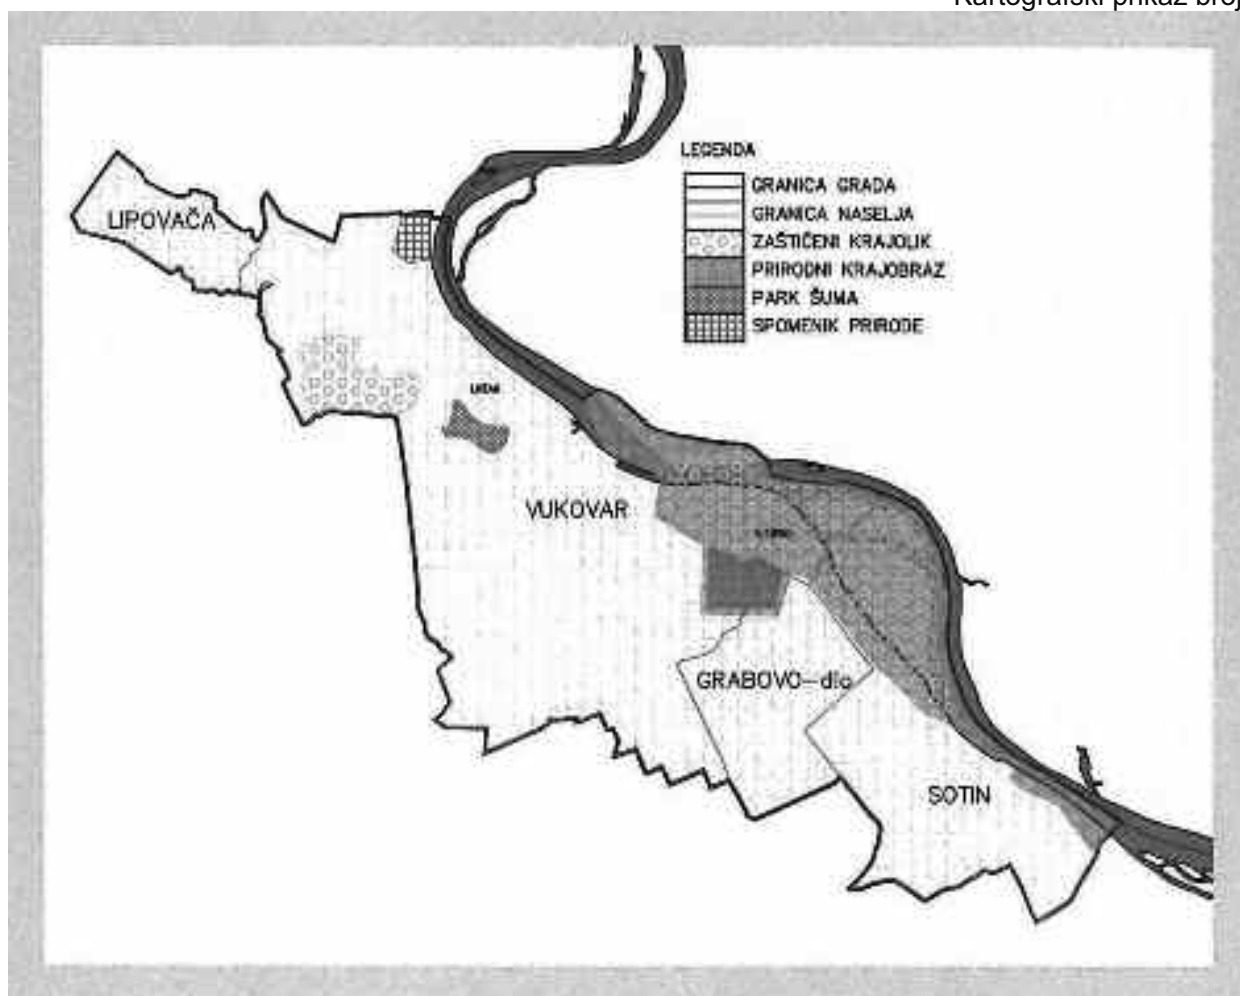 Kartografski prikaz broj
LEGENDA
GRANICA GRADA
GRANICA NASELJA
ZAŠTIĆENI KRAJOLIK
PRIRODNI KRAJOBRAZ
PARK ŠUMA
SPOMENIK PRIRODE
LIPOVAČA
VUKOVAR
GRABOVO-dio
SOTIN